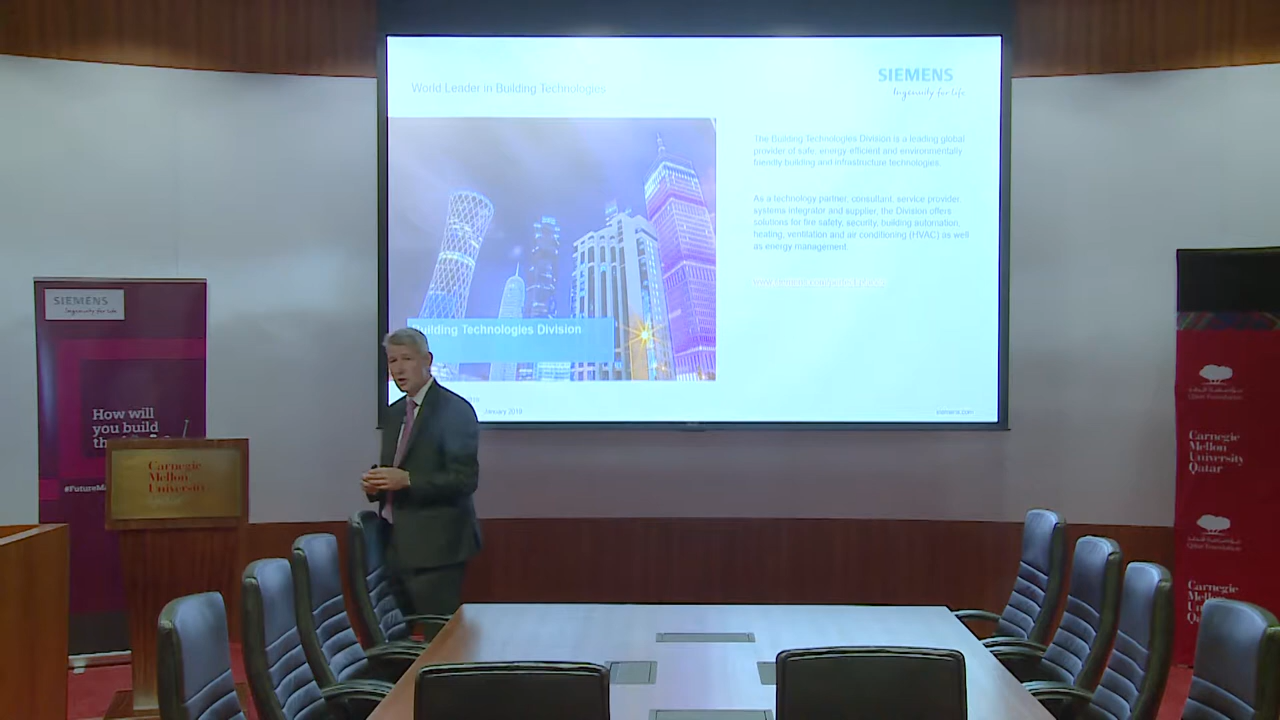 World Leader in Building Technologies
SIEMENS
Ingenuity for life
The Building Technologies Division is a leading global
provider of safe, energy efficient and environmentally
friendly building and infrastructure technologies.
As a technology partner, consultant, service provider,
systems integrator and supplier, the Division offers
solutions for fire safety, security, building automation,
heating, ventilation and air conditioning (HVAC) as well
as energy management.
Building Technologies Division
January 2019
siemens.com
SIEMENS
Ingenuity for life
How will
you build
#FutureM
Carnegie
Mellon
University
Qatar Foundation
Carnegie
Mellon
University
Qatar
Qatar Foundation
Carnegie